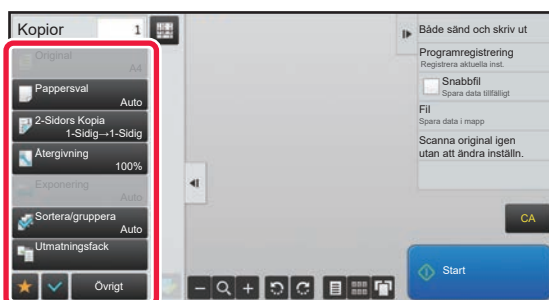 Kopior
1
Original
A4
Pappersval
Auto
2-Sidors Kopia
1-Sidig→1-Sidig
Återgivning
100%
Exponering
Auto
Sortera/gruppera
Auto
Utmatningsfack
Övrigt
Både sänd och skriv ut
Programregistrering
Registrera aktuella inst.
Snabbfil
Spara data tillfälligt
Fil
Spara data i mapp
Scanna original igen
utan att ändra inställn.
CA
Start